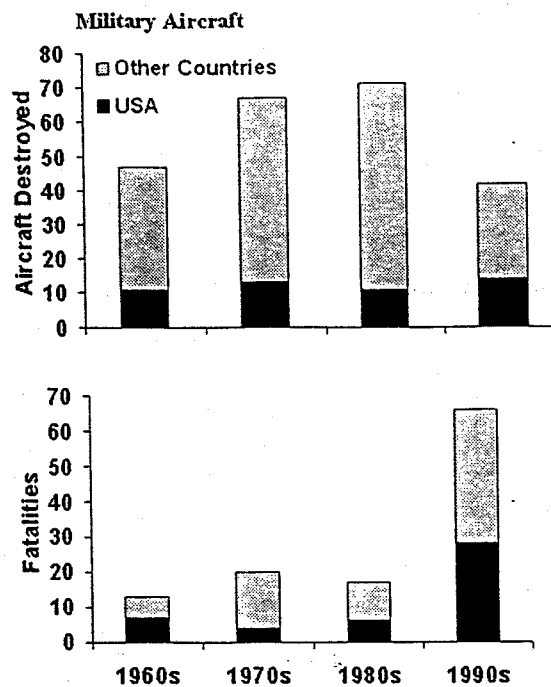 Military Aircraft
80
70
60
50
40
30
20
10
0
Aircraft Destroyed
Other Countries
USA
70
60
50
40
30
20
10
0
Fatalities
1960s 1970s 1980s 1990s